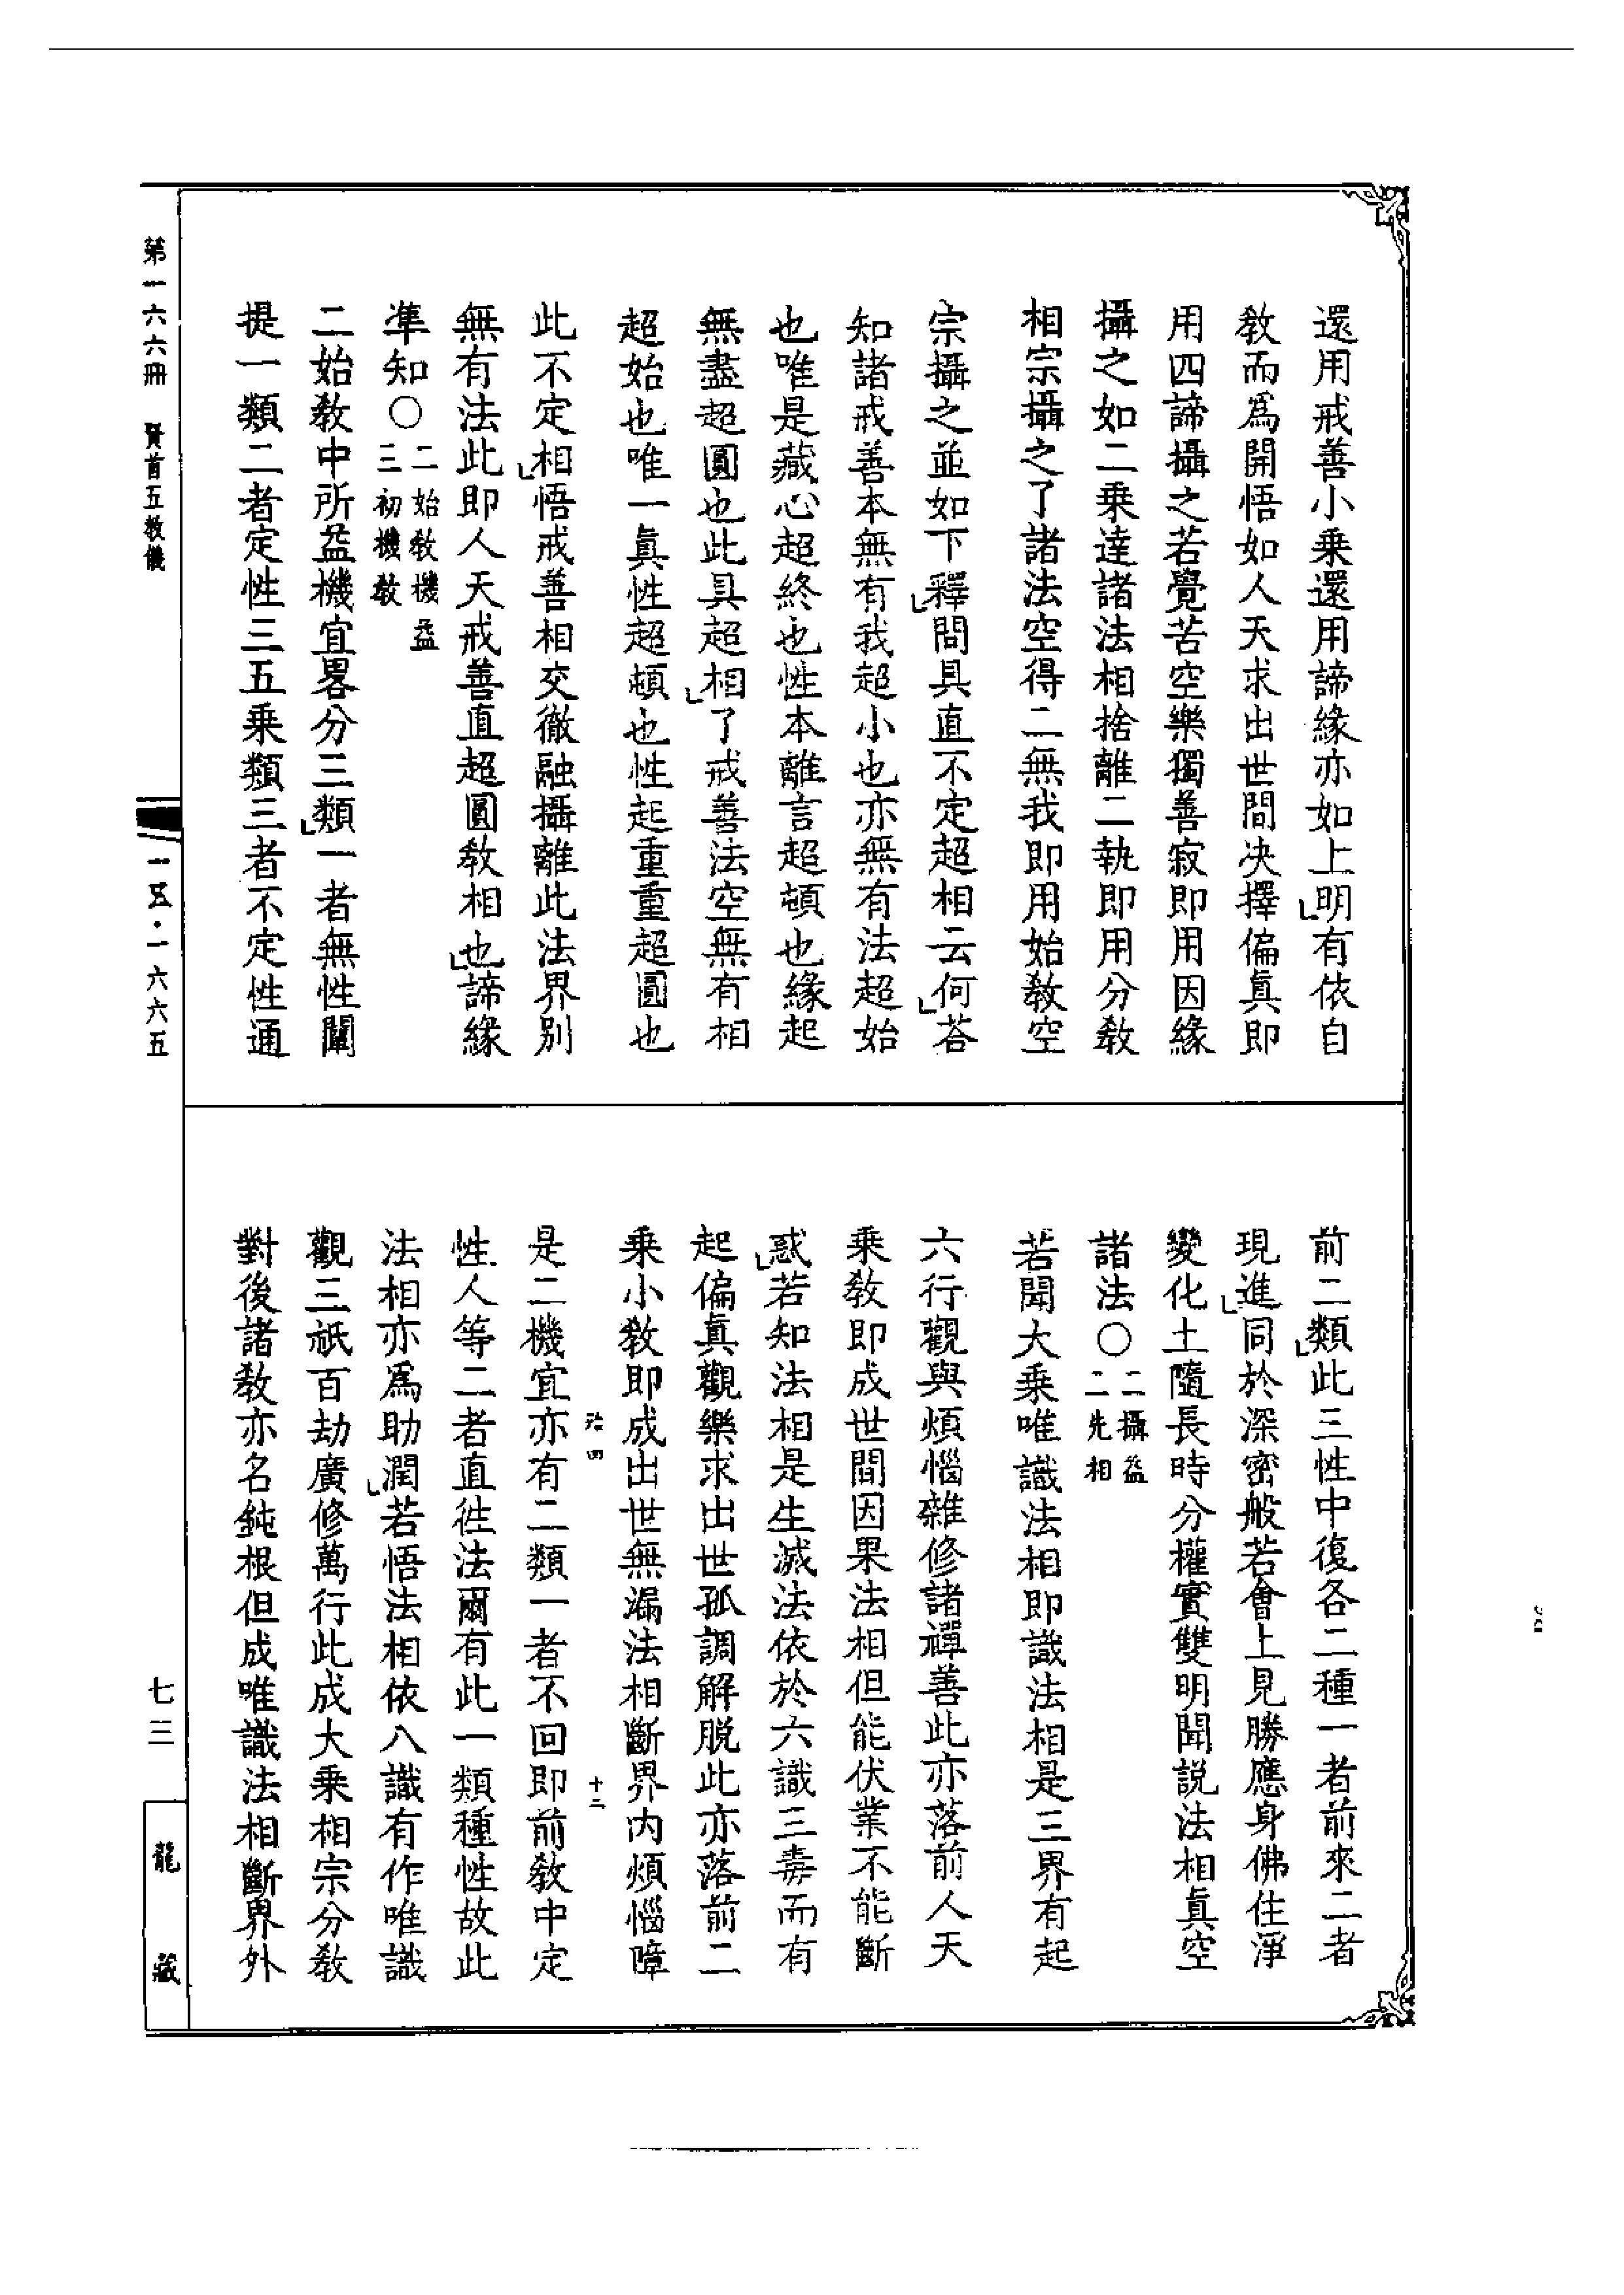 還用戒善小乘還用諦緣亦如上明有依自
教而爲開悟如人天求出世間决擇偏眞即
用四諦攝之若覺苦空樂獨善寂即用因緣
攝之如二乘達諸法相捨離二執即用分教
相宗攝之了諸法空得二無我即用始教空
宗攝之並如下釋問具直不定超相云何荅
知諸戒善本無有我超小也亦無有法超始
也唯是藏心超終也性本離言超頓也緣起
無盡超圓也此具超相了戒善法空無有相
超始也唯一眞性超頓也性起重重超圓也
此不定相悟戒善相交徹融攝離此法界別
無有法此即人天戒善直超圓教相也諦緣
準知○二始教機益
三初機教
二始教中所益機宜畧分三類一者無性闡
提一類二者定性三五乘類三者不定性通
前二類此三性中復各二種一者前來二者
現進同於深密般若會上見勝應身佛住淨
變化土隨長時分權實雙明聞説法相眞空
諸法○二攝益
二先相
若聞大乘唯識法相即識法相是三界有起
六行觀與煩惱雜修諸禪善此亦落前人天
乘教即成世間因果法相但能伏業不能斷
惑若知法相是生滅法依於六識三毒而有
起偏眞觀樂求出世孤調解脱此亦落前二
乘小教即成出世無漏法相斷界内煩惱障
十二
是二機宜亦有二類一者不回即前教中定
性人等二者直徃法爾有此一類種性故此
法相亦爲助潤若悟法相依八識有作唯識
觀三祇百劫廣修萬行此成大乘相宗分教
對後諸教亦名鈍根但成唯識法相斷界外
第一六六冊　賢首五教儀
一五·一六六五
七三
龍藏